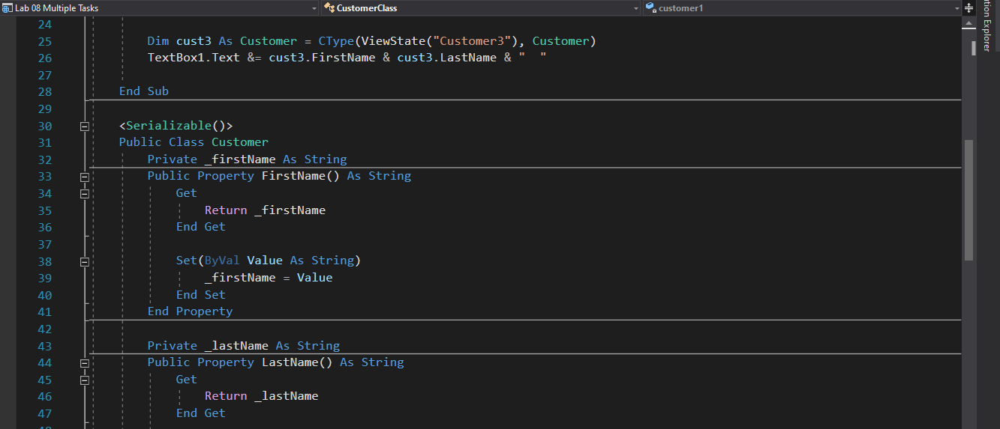 Lab 08 Multiple Tasks CustomerClass customer1
24
25 Dim cust3 As Customer = CType(ViewState("Customer3"), Customer)
26 TextBox1.Text &= cust3.FirstName & cust3.LastName & "  "
27
28 End Sub
29
30 <Serializable()>
31 Public Class Customer
32 Private _firstName As String
33 Public Property FirstName() As String
34 Get
35 Return _firstName
36 End Get
37
38 Set(ByVal Value As String)
39 _firstName = Value
40 End Set
41 End Property
42
43 Private _lastName As String
44 Public Property LastName() As String
45 Get
46 Return _lastName
47 End Get
Explorer